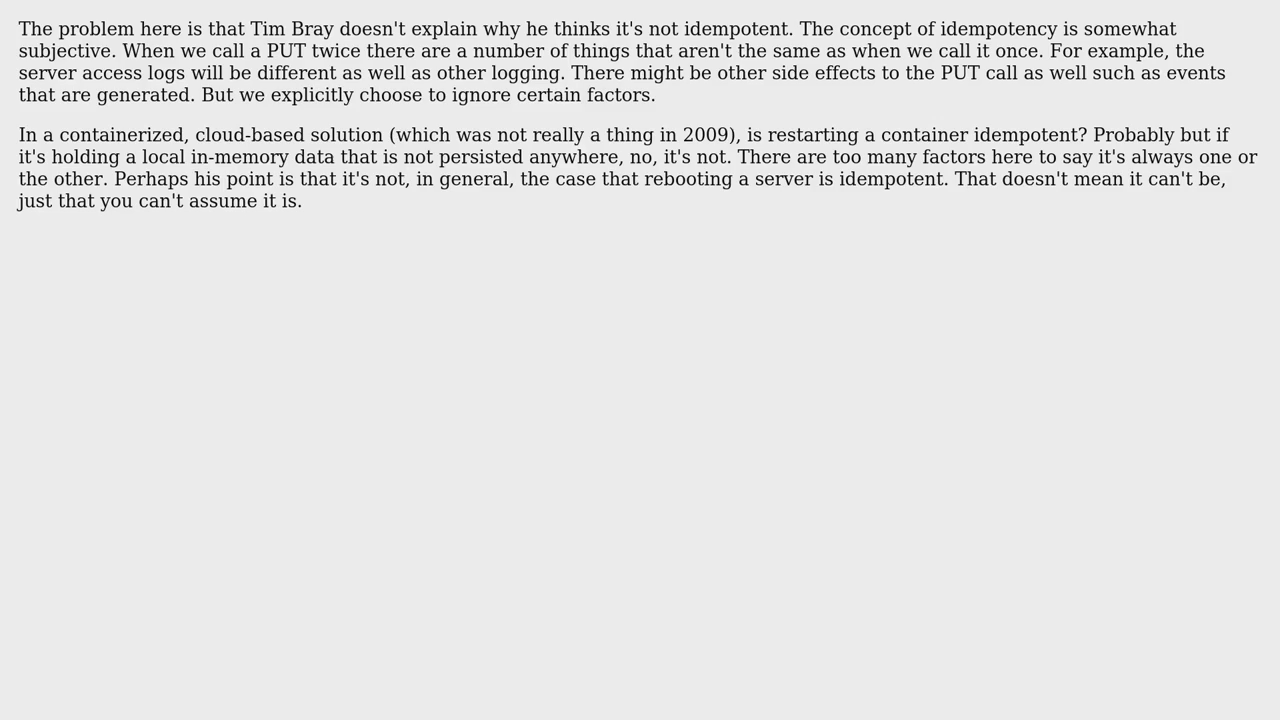 The problem here is that Tim Bray doesn't explain why he thinks it's not idempotent. The concept of idempotency is somewhat
subjective. When we call a PUT twice there are a number of things that aren't the same as when we call it once. For example, the
server access logs will be different as well as other logging. There might be other side effects to the PUT call as well such as events
that are generated. But we explicitly choose to ignore certain factors.
In a containerized, cloud-based solution (which was not really a thing in 2009), is restarting a container idempotent? Probably but if
it's holding a local in-memory data that is not persisted anywhere, no, it's not. There are too many factors here to say it's always one or
the other. Perhaps his point is that it's not, in general, the case that rebooting a server is idempotent. That doesn't mean it can't be,
just that you can't assume it is.